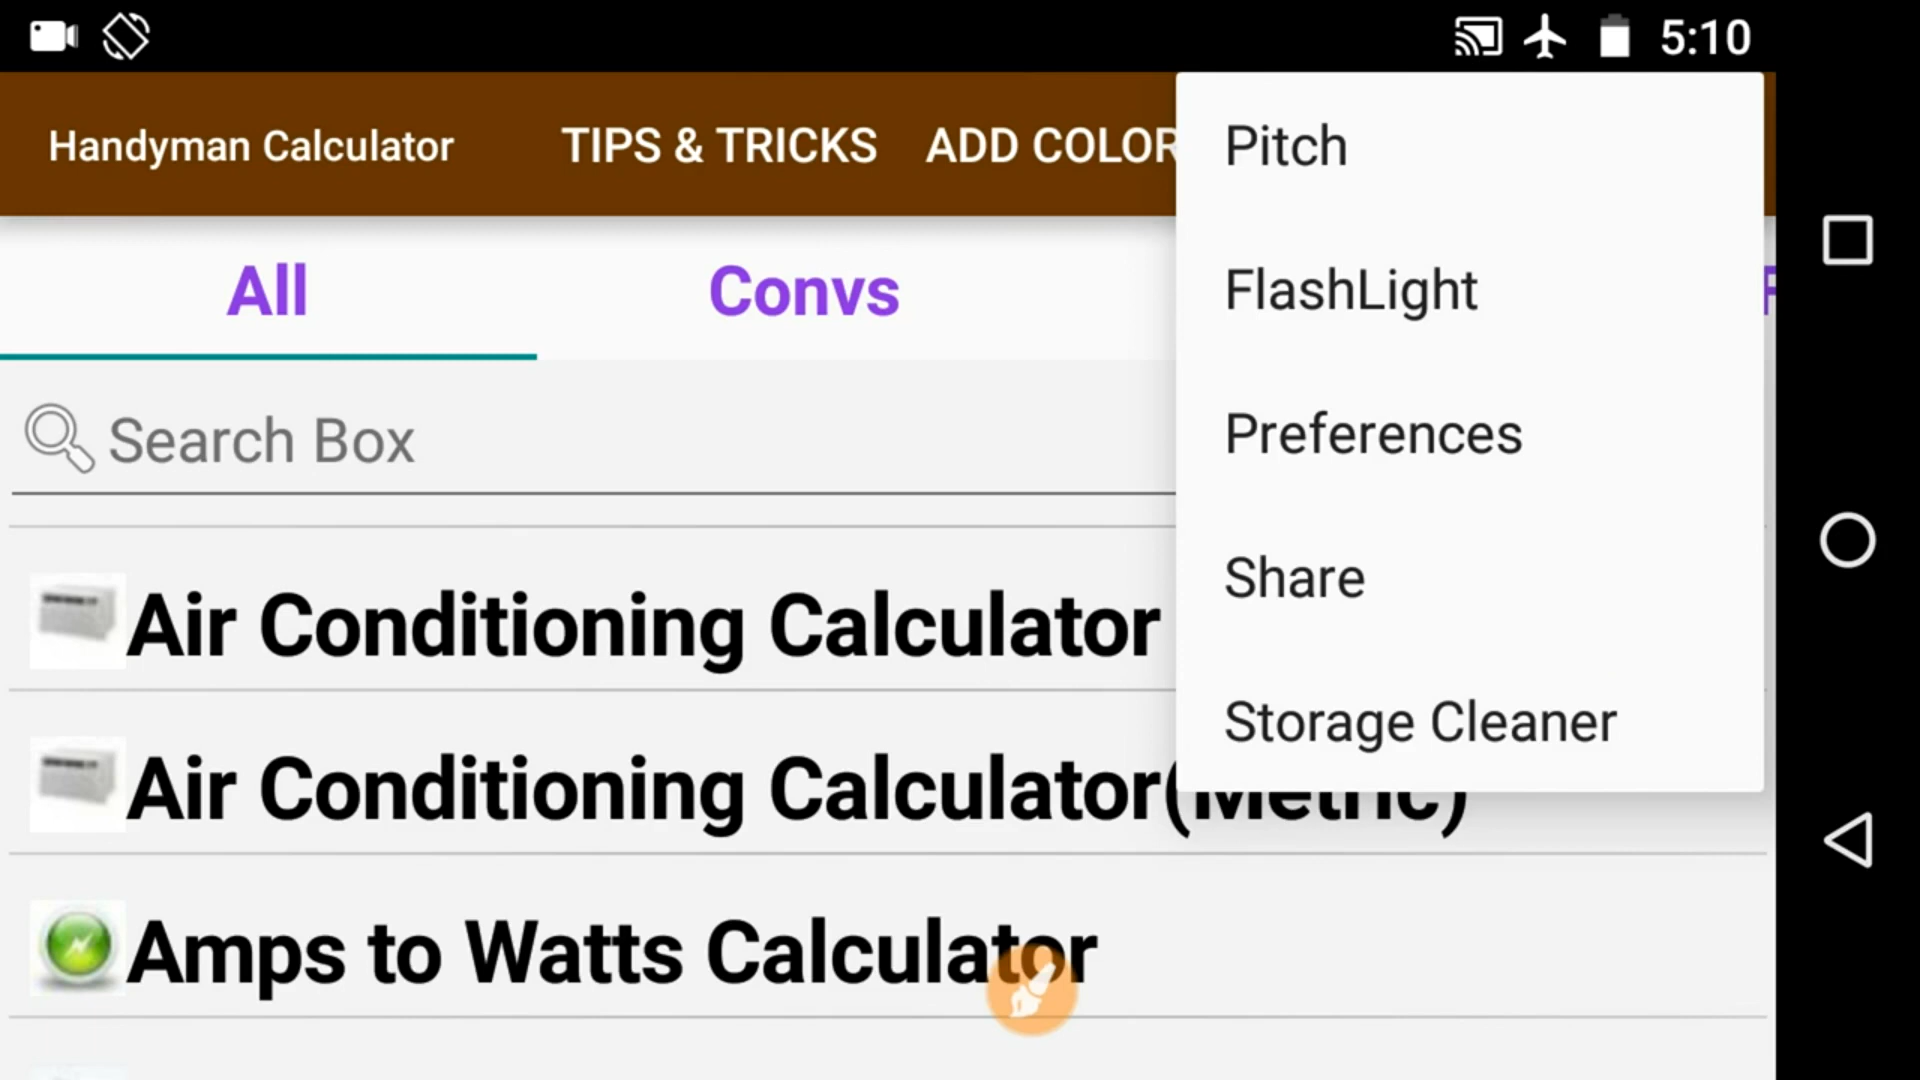 5:10
Handyman Calculator
TIPS & TRICKS
ADD COLOR
Pitch
FlashLight
Preferences
Share
Storage Cleaner
All
Convs
Search Box
Air Conditioning Calculator
Air Conditioning Calculator(Metric)
Amps to Watts Calculator